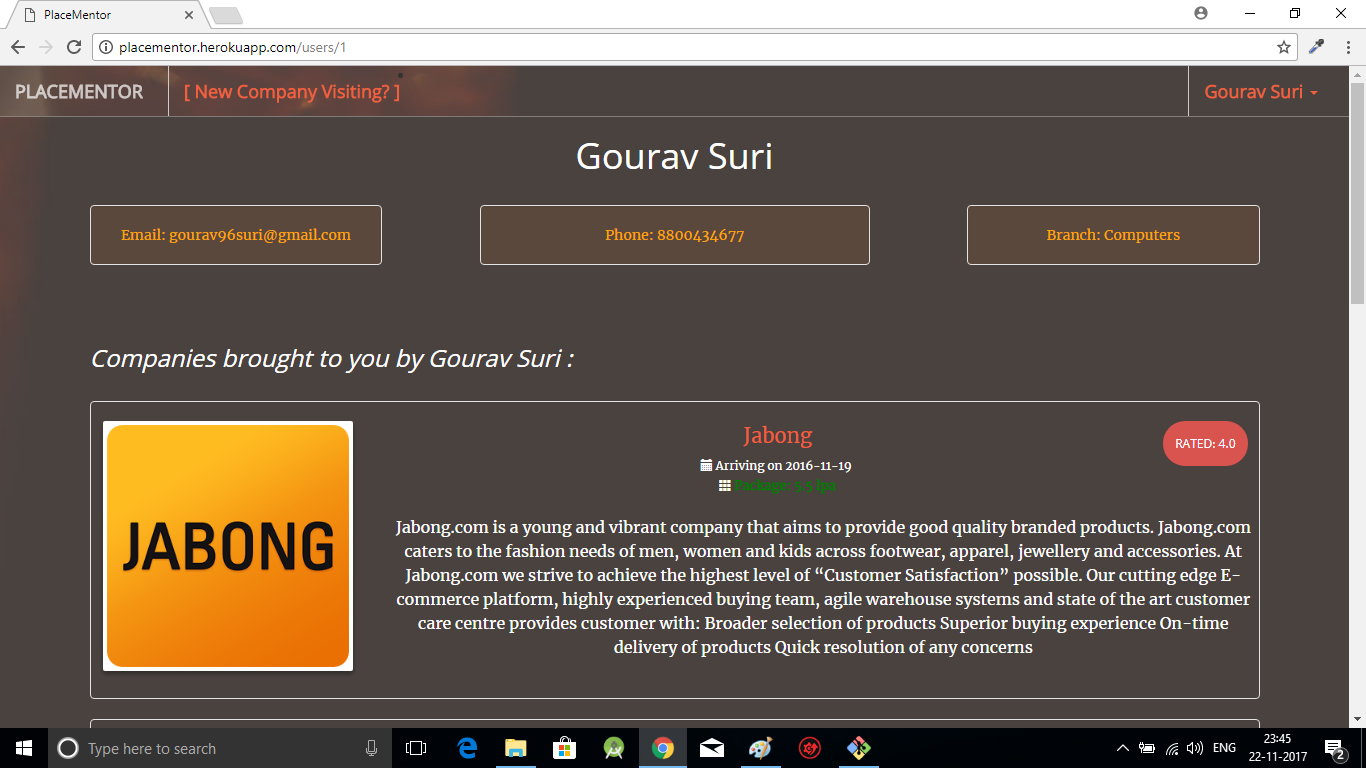 PlaceMentor
placementor.herokuapp.com/users/1
PLACEMENTOR
[ New Company Visiting? ]
Gourav Suri
Gourav Suri
Email: gourav96suri@gmail.com
Phone: 8800434677
Branch: Computers
Companies brought to you by Gourav Suri :
JABONG
Jabong
RATED: 4.0
Arriving on 2016-11-19
Package: 5.5 lpa
Jabong.com is a young and vibrant company that aims to provide good quality branded products. Jabong.com
caters to the fashion needs of men, women and kids across footwear, apparel, jewellery and accessories. At
Jabong.com we strive to achieve the highest level of “Customer Satisfaction” possible. Our cutting edge E-
commerce platform, highly experienced buying team, agile warehouse systems and state of the art customer
care centre provides customer with: Broader selection of products Superior buying experience On-time
delivery of products Quick resolution of any concerns
Type here to search
ENG
23:45
22-11-2017
2